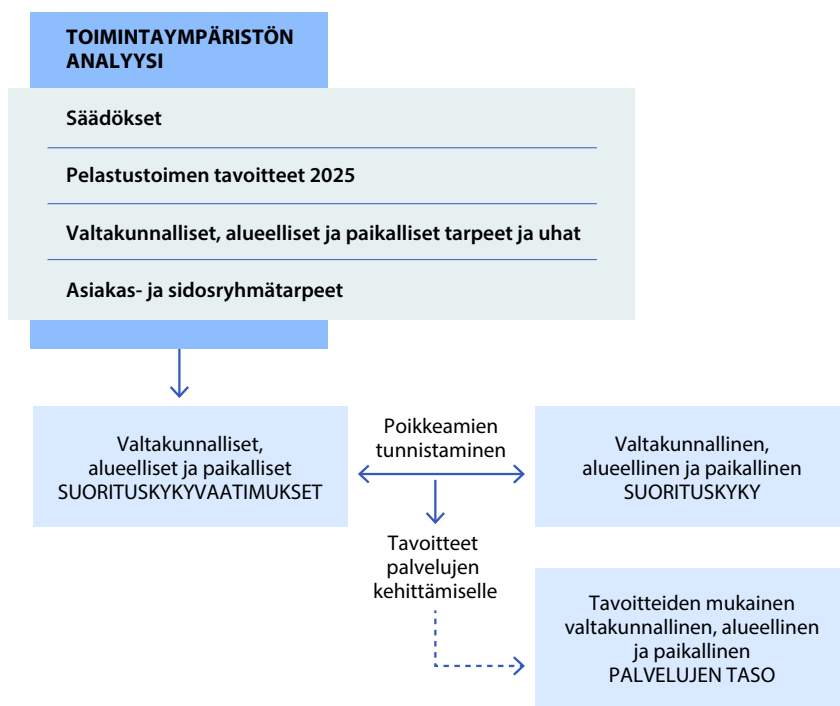 TOIMINTAYMPÄRISTÖN
ANALYYSI
Säädökset
Pelastustoimen tavoitteet 2025
Valtakunnalliset, alueelliset ja paikalliset tarpeet ja uhat
Asiakas- ja sidosryhmätarpeet
Valtakunnalliset,
alueelliset ja paikalliset
SUORITUSKYKYVAATIMUKSET
Poikkeamien
tunnistaminen
Valtakunnallinen,
alueellinen ja paikallinen
SUORITUSKYKY
Tavoitteet
palvelujen
kehittämiselle
Tavoitteiden mukainen
valtakunnallinen, alueellinen
ja paikallinen
PALVELUJEN TASO